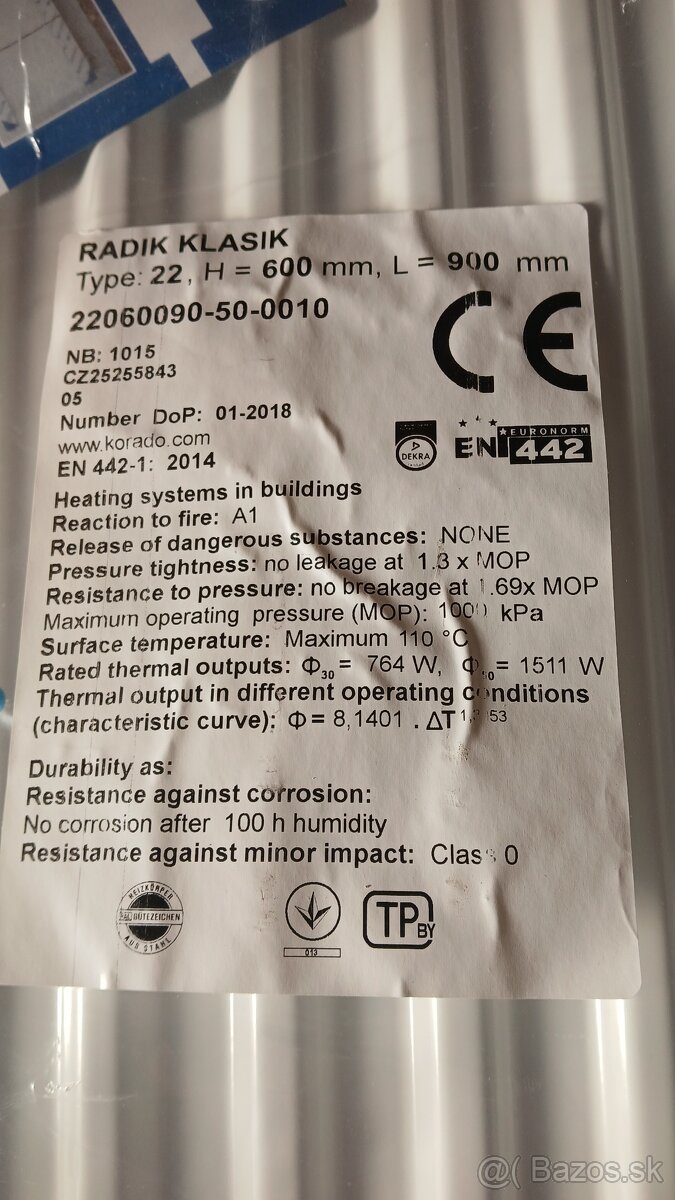 RADIK KLASIK
Type: 22, H = 600 mm, L = 900 mm
22060090-50-0010
NB: 1015
CZ25255843
05
Number DoP: 01-2018
www.korado.com
EN 442-1: 2014
CE
DEKRA
EN EURONORM 442
Heating systems in buildings
Reaction to fire: A1
Release of dangerous substances: NONE
Pressure tightness: no leakage at 1.3 x MOP
Resistance to pressure: no breakage at 1.69x MOP
Maximum operating pressure (MOP): 1000 kPa
Surface temperature: Maximum 110 °C
Rated thermal outputs: Φ30 = 764 W, Φ50 = 1511 W
Thermal output in different operating conditions
(characteristic curve): Φ = 8,1401 . ΔT
Durability as:
Resistance against corrosion:
No corrosion after 100 h humidity
Resistance against minor impact: Class 0
HEIZKÖRPER
RAL GÜTEZEICHEN
AUS STAHL
013
TP BY
@( Bazos.sk